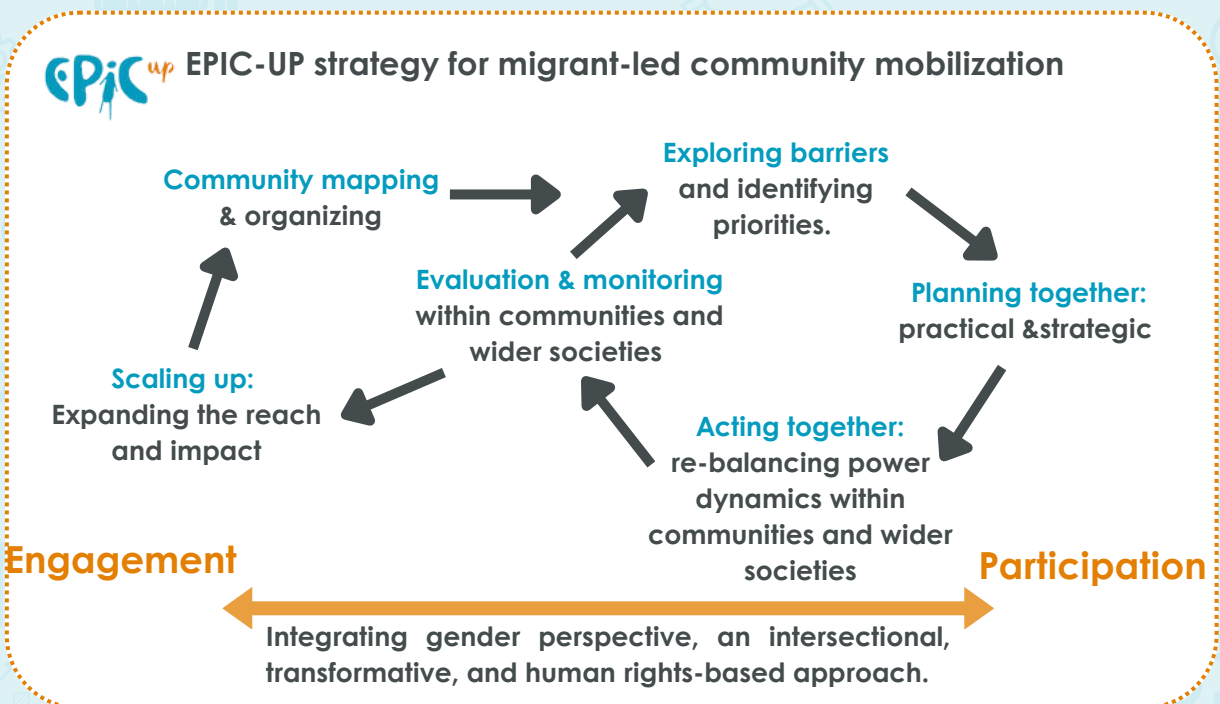 EPiC up EPIC-UP strategy for migrant-led community mobilization
Community mapping
& organizing
Exploring barriers
and identifying
priorities.
Evaluation & monitoring
within communities and
wider societies
Planning together:
practical &strategic
Scaling up:
Expanding the reach
and impact
Acting together:
re-balancing power
dynamics within
communities and wider
societies
Engagement
Participation
Integrating gender perspective, an intersectional,
transformative, and human rights-based approach.